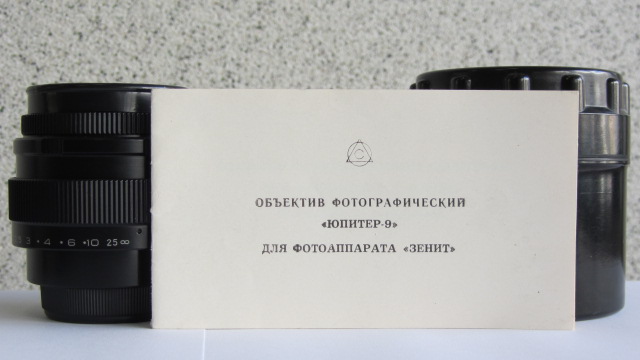 С
ОБЪЕКТИВ ФОТОГРАФИЧЕСКИЙ
«ЮПИТЕР-9»
ДЛЯ ФОТОАППАРАТА «ЗЕНИТ»
3 • 4 • 6 • 10 25 ∞